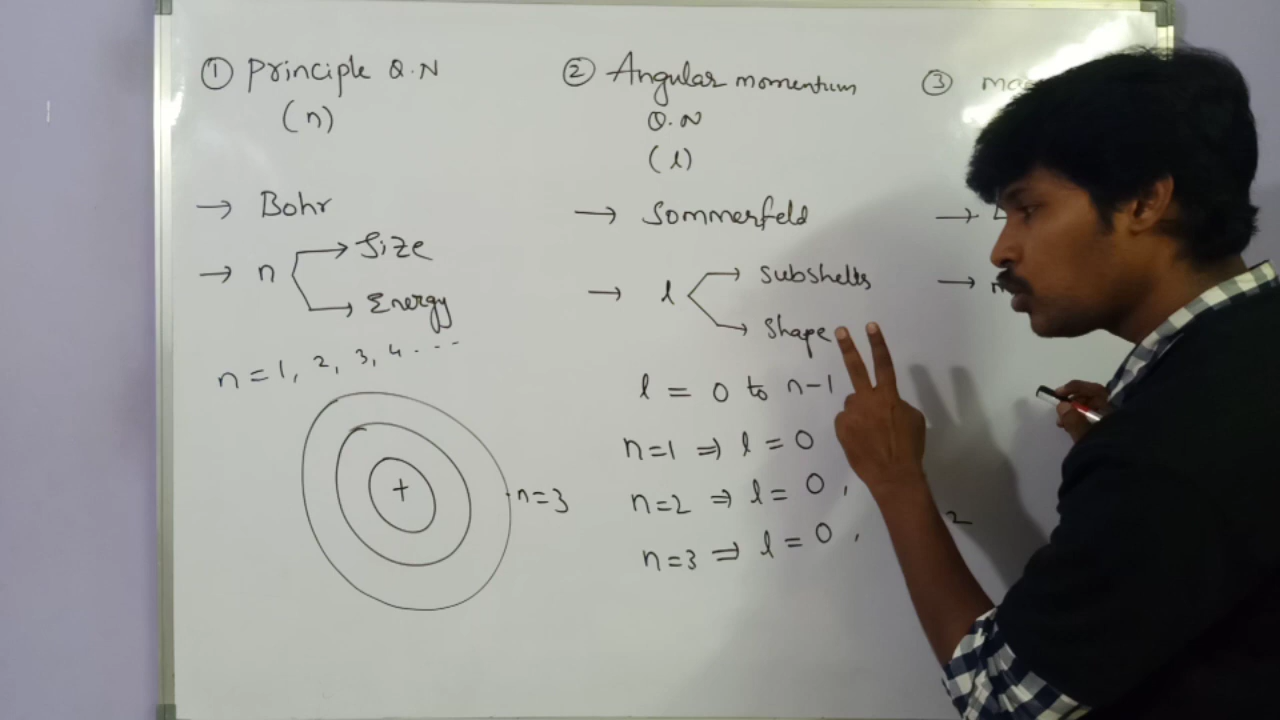 ① Principle Q.N
(n)
→ Bohr
→ n → Size
→ Energy
n = 1, 2, 3, 4 . . . .
+
n=3
② Angular momentum
Q.N
(l)
→ Sommerfeld
→ l → Subshells
→ Shape
l = 0 to n-1
n=1 ⇒ l = 0
n=2 ⇒ l = 0 ,
n=3 ⇒ l = 0 , 2
③
→
→